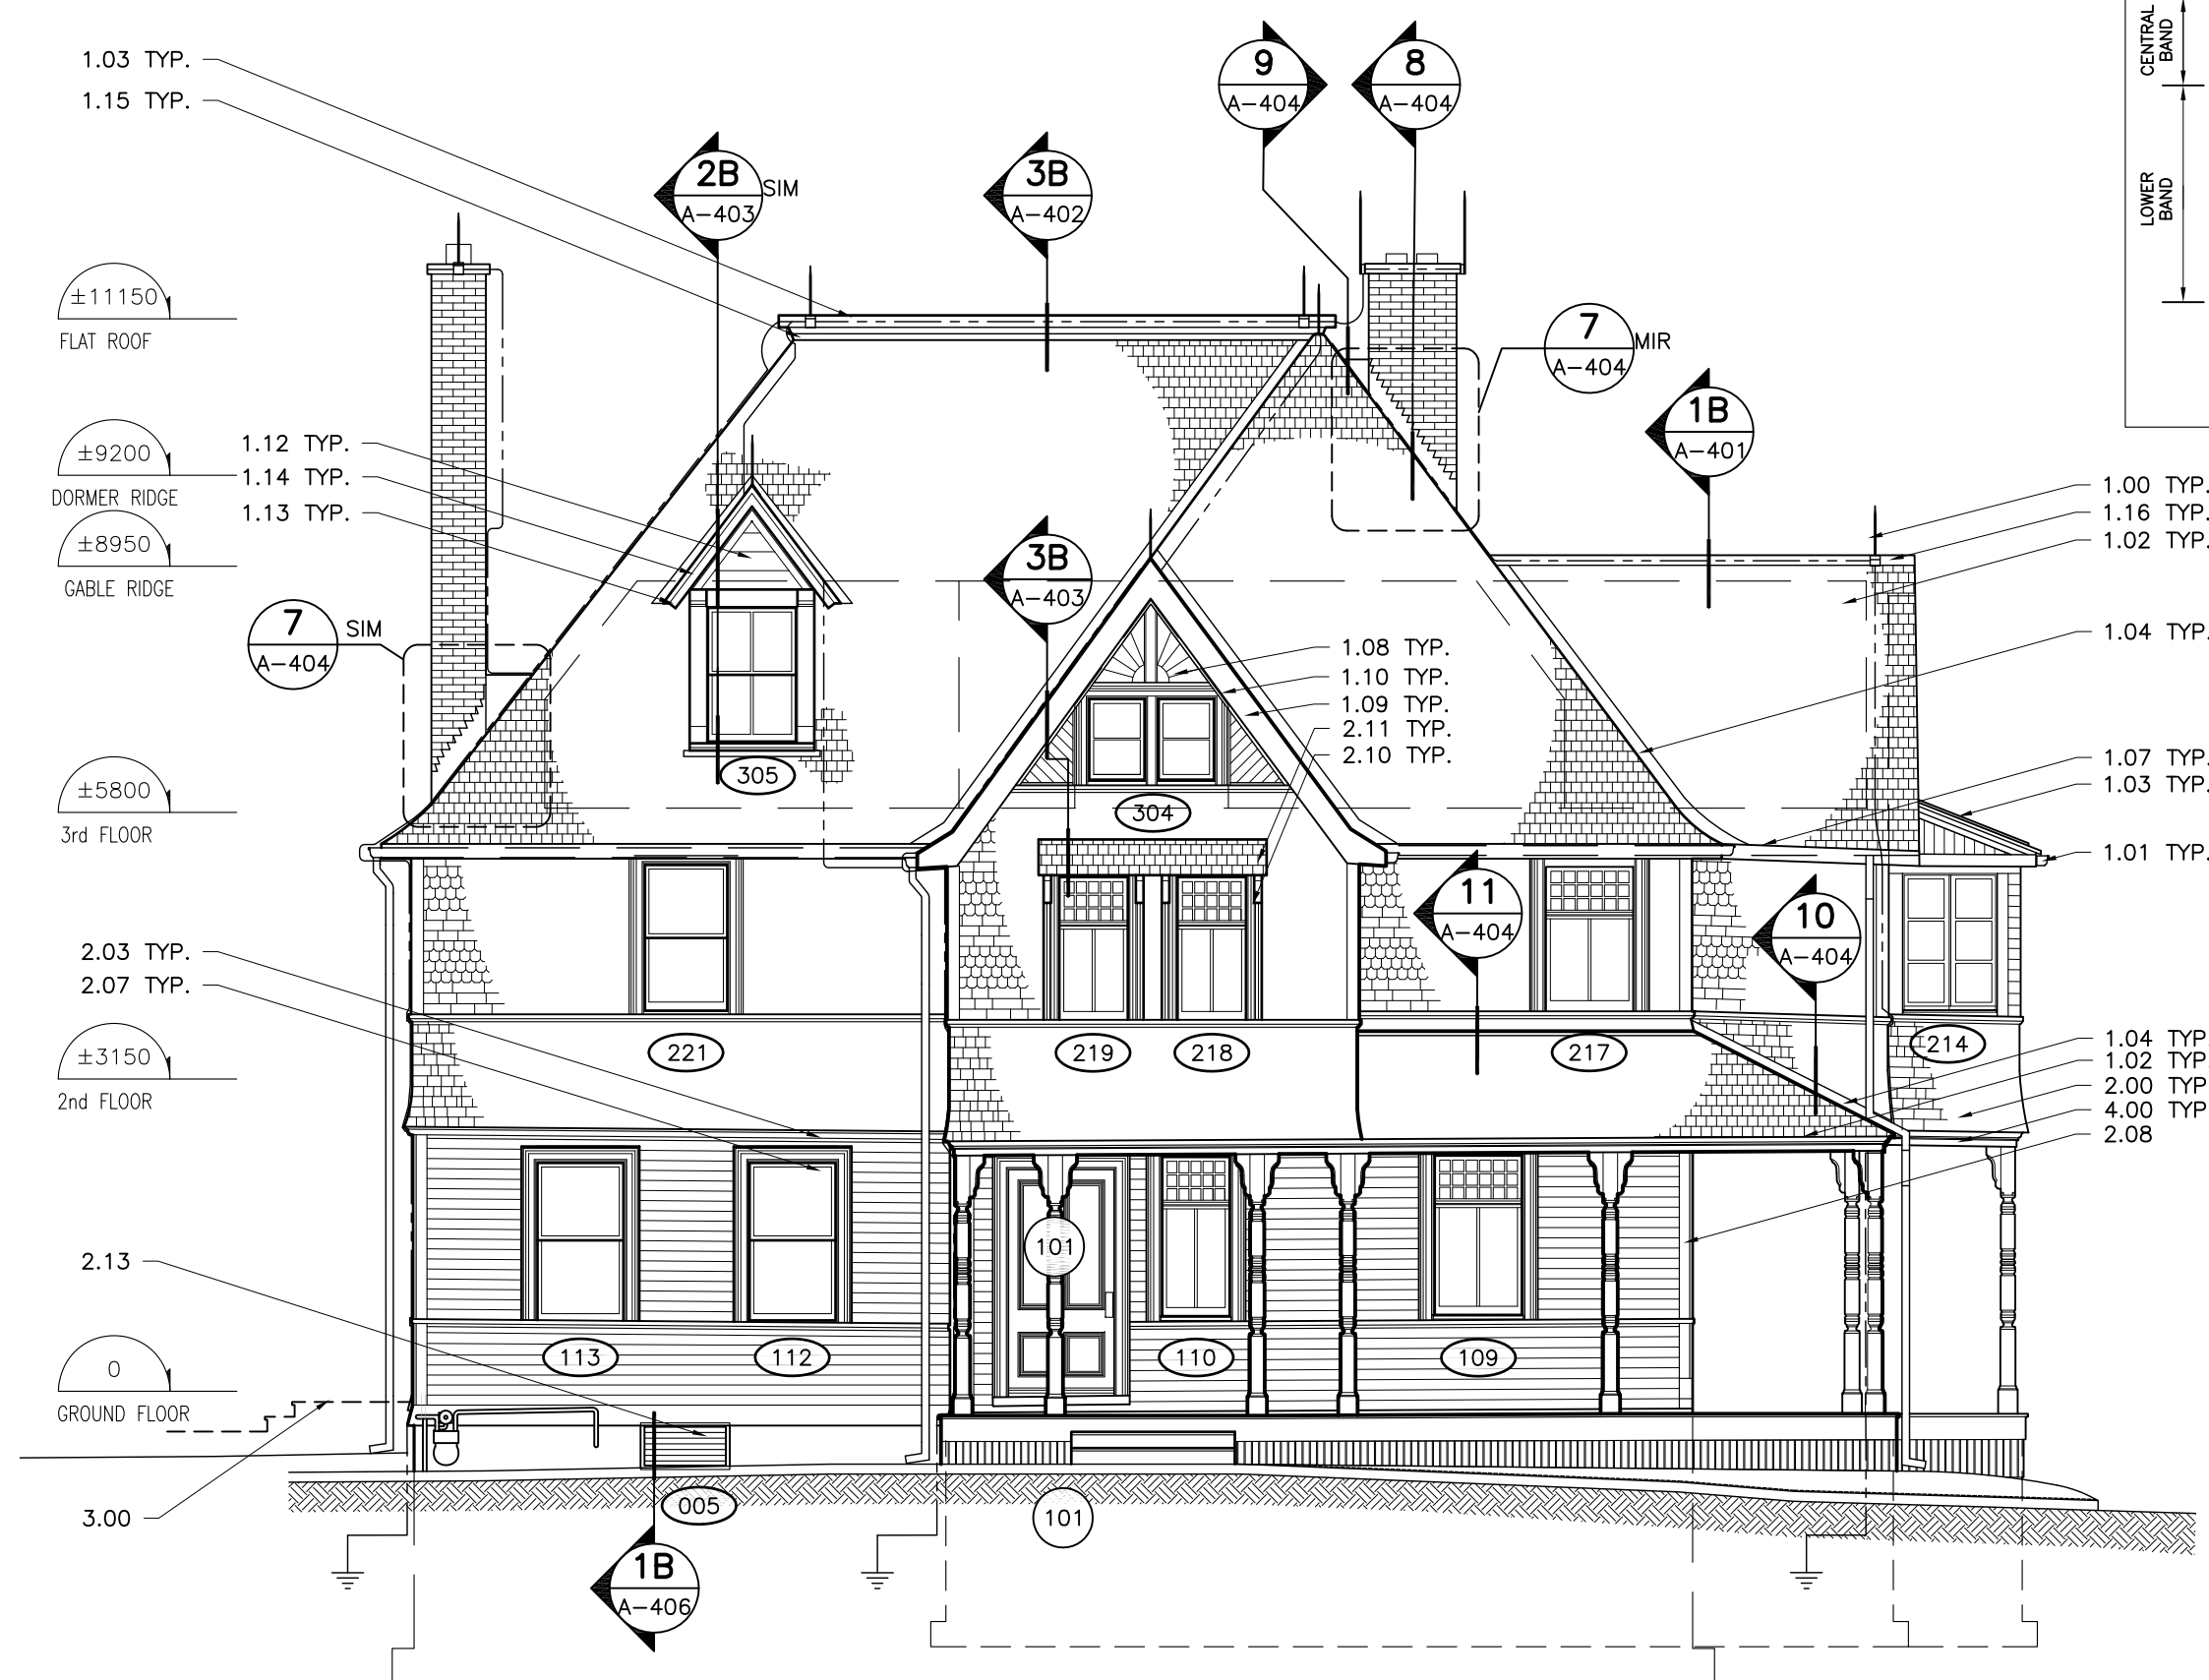 CENTRAL
BAND
LOWER
BAND
1.03 TYP.
1.15 TYP.
9
A-404
8
A-404
2B
A-403
SIM
3B
A-402
±11150
FLAT ROOF
7
A-404
MIR
1B
A-401
±9200
DORMER RIDGE
1.12 TYP.
1.14 TYP.
1.13 TYP.
±8950
GABLE RIDGE
3B
A-403
1.00 TYP.
1.16 TYP.
1.02 TYP.
7
A-404
SIM
1.04 TYP.
1.08 TYP.
1.10 TYP.
1.09 TYP.
2.11 TYP.
2.10 TYP.
305
304
±5800
3rd FLOOR
1.07 TYP.
1.03 TYP.
1.01 TYP.
11
A-404
10
A-404
2.03 TYP.
2.07 TYP.
±3150
2nd FLOOR
221
219
218
217
214
1.04 TYP
1.02 TYP.
2.00 TYP
4.00 TYP
2.08
101
2.13
113
112
110
109
0
GROUND FLOOR
3.00
005
101
1B
A-406